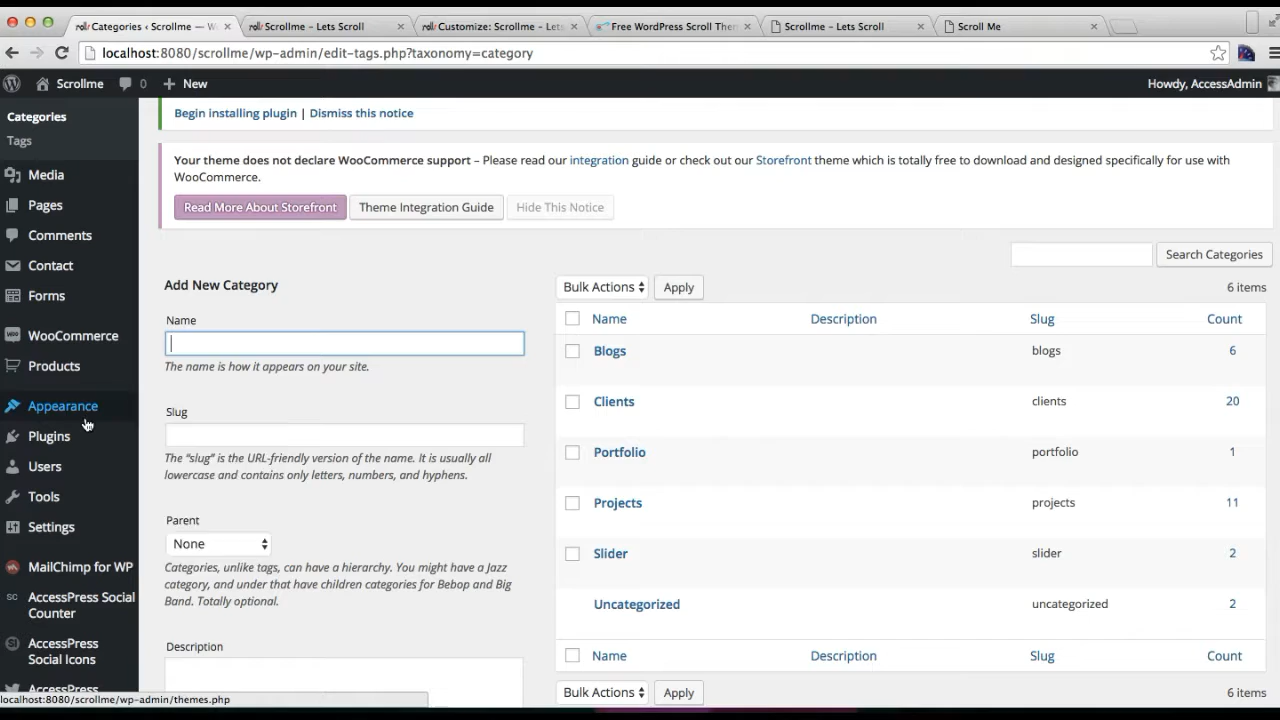 Categories ‹ Scrollme — W
Scrollme – Lets Scroll
Customize: Scrollme – Lets
Free WordPress Scroll Them
Scrollme – Lets Scroll
Scroll Me
localhost:8080/scrollme/wp-admin/edit-tags.php?taxonomy=category
Scrollme
0
New
Howdy, AccessAdmin
Categories
Tags
Media
Pages
Comments
Contact
Forms
WooCommerce
Products
Appearance
Plugins
Users
Tools
Settings
MailChimp for WP
SC AccessPress Social
Counter
AccessPress
Social Icons
AccessPress
localhost:8080/scrollme/wp-admin/themes.php
Begin installing plugin | Dismiss this notice
Your theme does not declare WooCommerce support – Please read our integration guide or check out our Storefront theme which is totally free to download and designed specifically for use with
WooCommerce.
Read More About Storefront
Theme Integration Guide
Hide This Notice
Search Categories
Add New Category
Name
The name is how it appears on your site.
Slug
The “slug” is the URL-friendly version of the name. It is usually all
lowercase and contains only letters, numbers, and hyphens.
Parent
None
Categories, unlike tags, can have a hierarchy. You might have a Jazz
category, and under that have children categories for Bebop and Big
Band. Totally optional.
Description
Bulk Actions Apply 6 items
Name Description Slug Count
Blogs blogs 6
Clients clients 20
Portfolio portfolio 1
Projects projects 11
Slider slider 2
Uncategorized uncategorized 2
Name Description Slug Count
Bulk Actions Apply 6 items